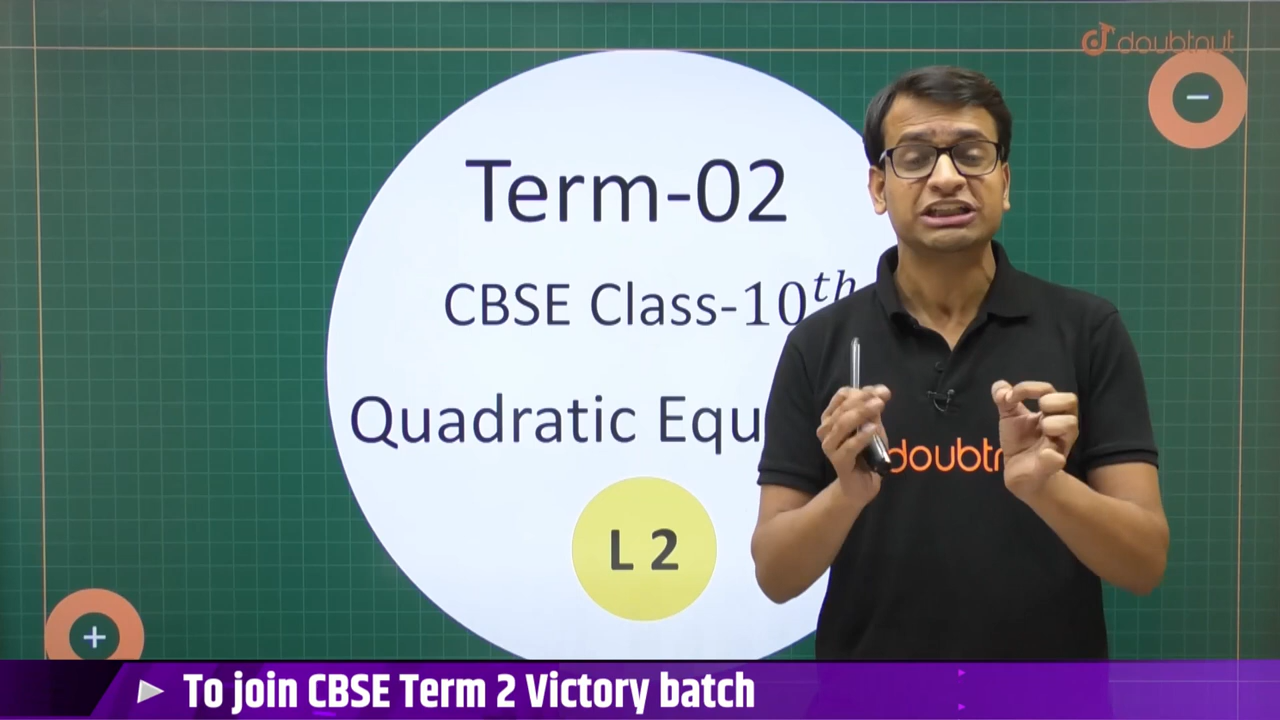 doubtnut
Term-02
CBSE Class-10th
Quadratic Equ
L 2
doubtn
To join CBSE Term 2 Victory batch